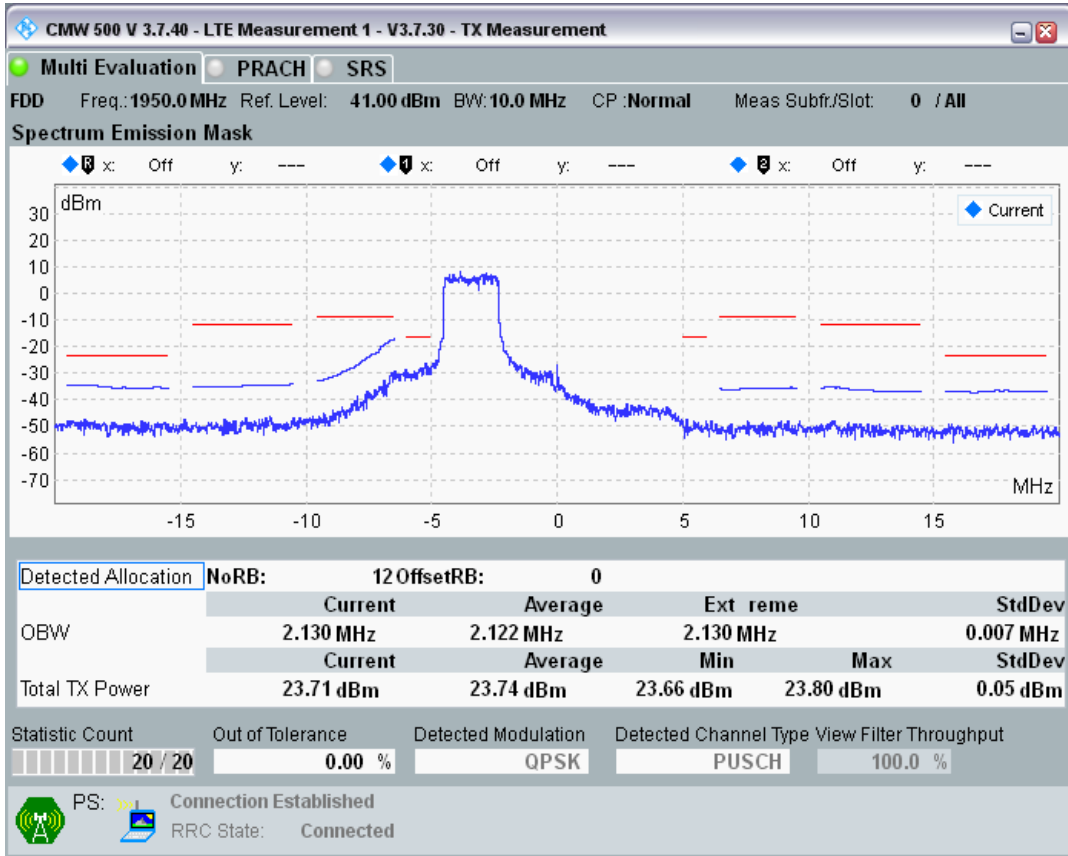 CMW 500 V 3.7.40 - LTE Measurement 1 - V3.7.30 - TX Measurement
Multi Evaluation PRACH SRS
FDD Freq.: 1950.0 MHz Ref. Level: 41.00 dBm BW: 10.0 MHz CP :Normal Meas Subfr./Slot: 0 / All
Spectrum Emission Mask
R x: Off y: --- 1 x: Off y: --- 2 x: Off y: ---
dBm
Current
30
20
10
0
-10
-20
-30
-40
-50
-60
-70
MHz
-15 -10 -5 0 5 10 15
Detected Allocation NoRB: 12 OffsetRB: 0
Current Average Ext reme StdDev
OBW 2.130 MHz 2.122 MHz 2.130 MHz 0.007 MHz
Current Average Min Max StdDev
Total TX Power 23.71 dBm 23.74 dBm 23.66 dBm 23.80 dBm 0.05 dBm
Statistic Count Out of Tolerance Detected Modulation Detected Channel Type View Filter Throughput
20 / 20 0.00 % QPSK PUSCH 100.0 %
PS: Connection Established
RRC State: Connected